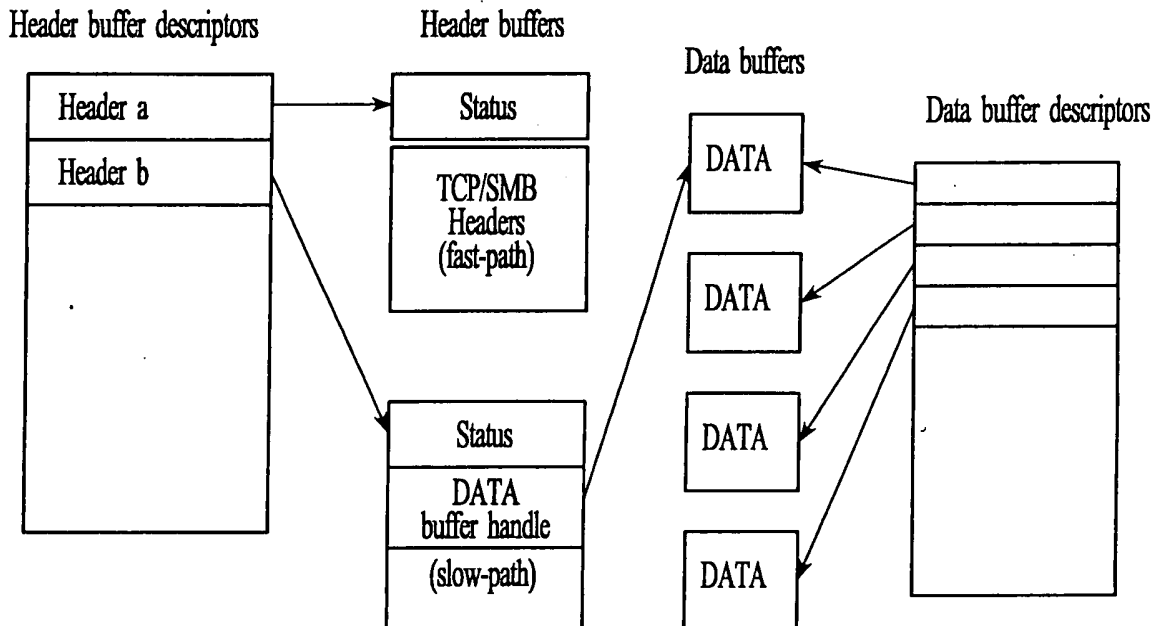 Header buffer descriptors
Header buffers
Data buffers
Data buffer descriptors
Header a
Header b
Status
TCP/SMB
Headers
(fast-path)
Status
DATA
buffer handle
(slow-path)
DATA
DATA
DATA
DATA